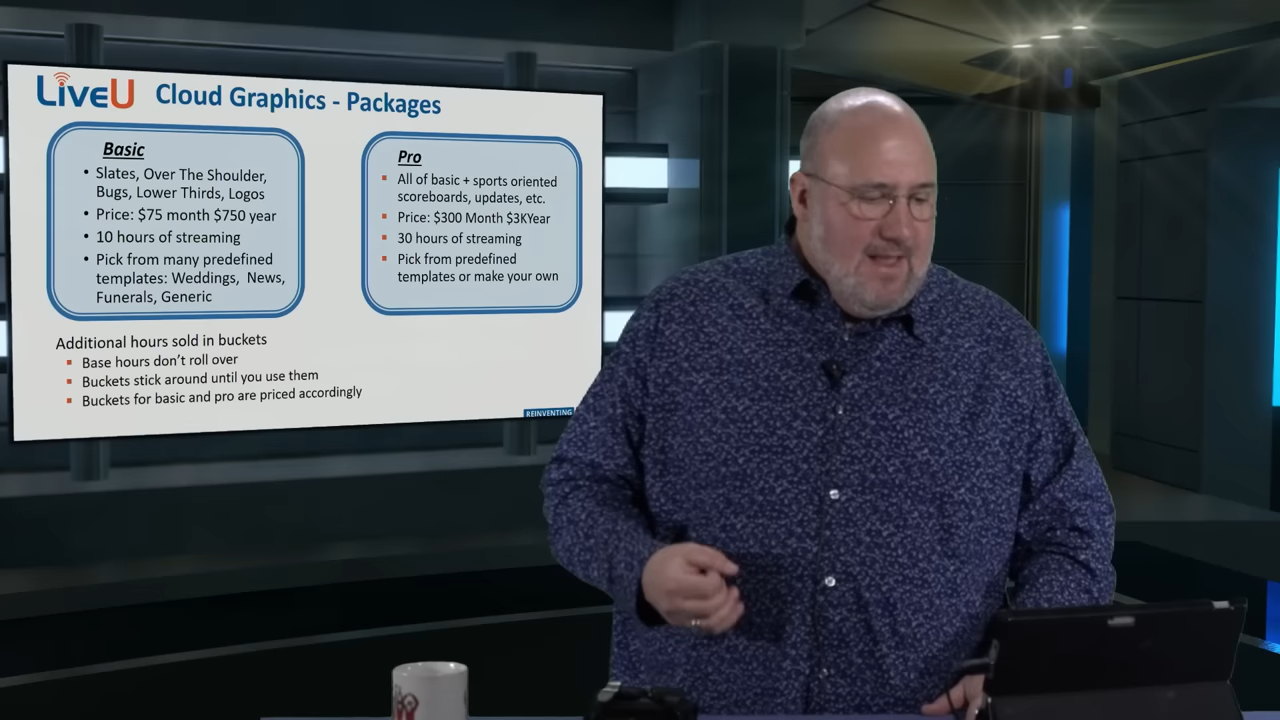 LiveU Cloud Graphics - Packages
Basic
• Slates, Over The Shoulder,
Bugs, Lower Thirds, Logos
• Price: $75 month $750 year
• 10 hours of streaming
• Pick from many predefined
templates: Weddings, News,
Funerals, Generic
Pro
▪ All of basic + sports oriented
scoreboards, updates, etc.
▪ Price: $300 Month $3KYear
▪ 30 hours of streaming
▪ Pick from predefined
templates or make your own
Additional hours sold in buckets
▪ Base hours don’t roll over
▪ Buckets stick around until you use them
▪ Buckets for basic and pro are priced accordingly
REINVENTING